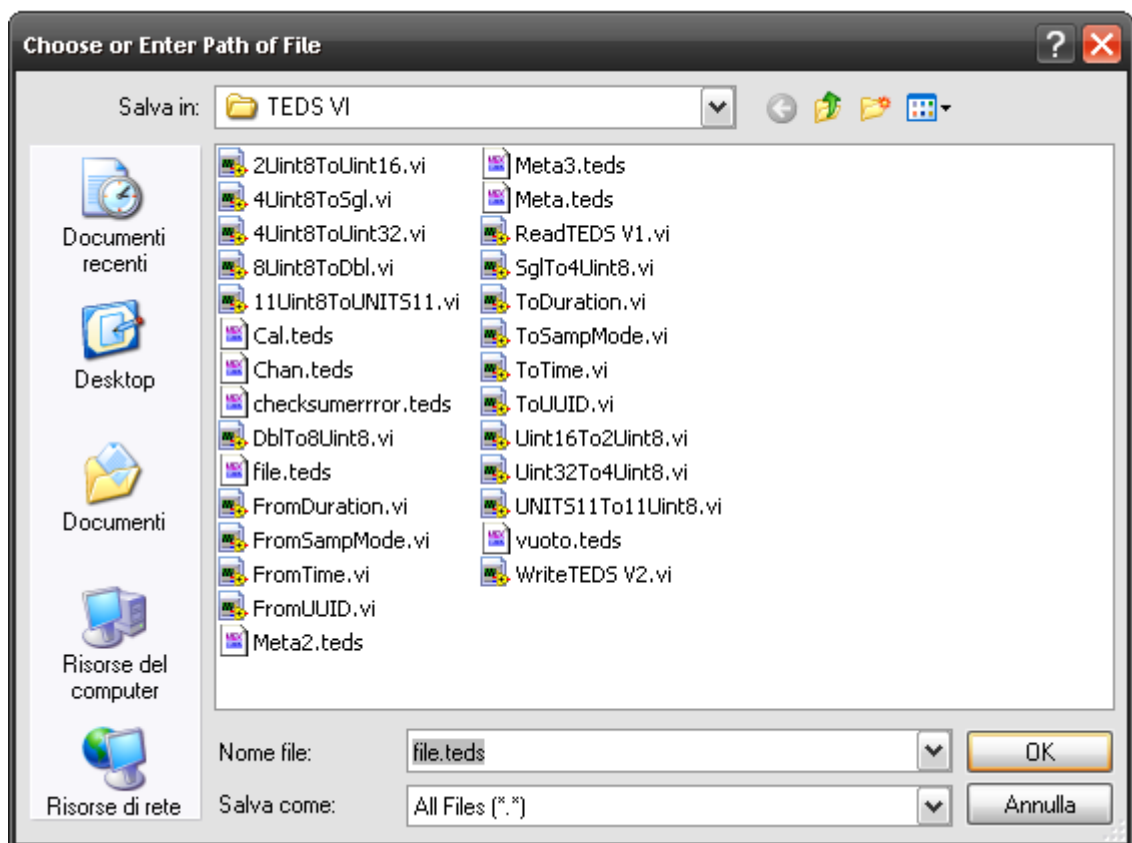 Choose or Enter Path of File
Salva in:
TEDS VI
Documenti
recenti
Desktop
Documenti
Risorse del
computer
Risorse di rete
2Uint8ToUint16.vi
4Uint8ToSgl.vi
4Uint8ToUint32.vi
8Uint8ToDbl.vi
11Uint8ToUNITS11.vi
Cal.teds
Chan.teds
checksumerrror.teds
DblTo8Uint8.vi
file.teds
FromDuration.vi
FromSampMode.vi
FromTime.vi
FromUUID.vi
Meta2.teds
Meta3.teds
Meta.teds
ReadTEDS V1.vi
SglTo4Uint8.vi
ToDuration.vi
ToSampMode.vi
ToTime.vi
ToUUID.vi
Uint16To2Uint8.vi
Uint32To4Uint8.vi
UNITS11To11Uint8.vi
vuoto.teds
WriteTEDS V2.vi
Nome file:
file.teds
OK
Salva come:
All Files (*.*)
Annulla